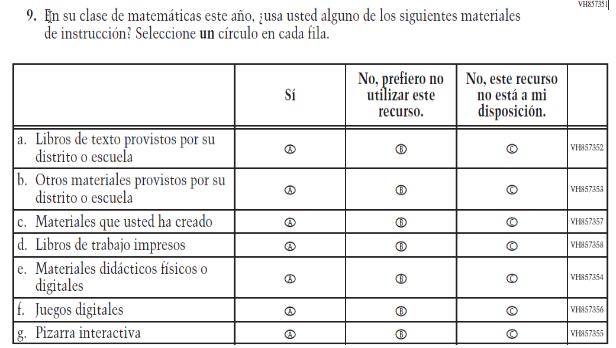 VH857351
9. En su clase de matemáticas este año, ¿usa usted alguno de los siguientes materiales
de instrucción? Seleccione un círculo en cada fila.
Sí
No, prefiero no
utilizar este
recurso.
No, este recurso
no está a mi
disposición.
a. Libros de texto provistos por su
distrito o escuela
A B C VH857352
b. Otros materiales provistos por su
distrito o escuela
A B C VH857353
c. Materiales que usted ha creado A B C VH857357
d. Libros de trabajo impresos A B C VH857358
e. Materiales didácticos físicos o
digitales
A B C VH857354
f. Juegos digitales A B C VH857356
g. Pizarra interactiva A B C VH857355